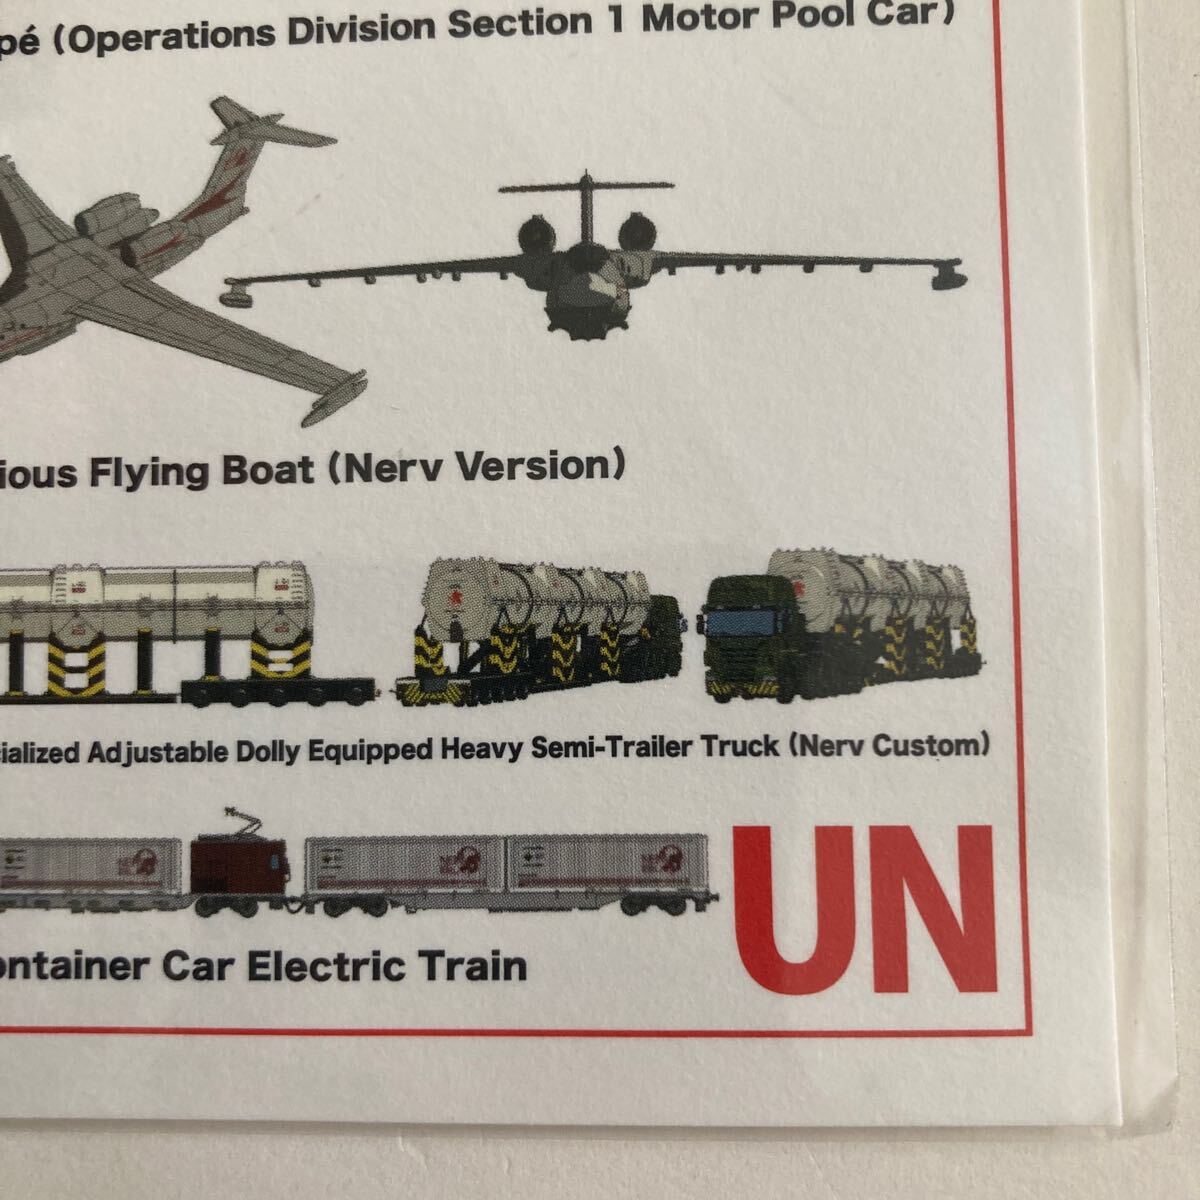 pé (Operations Division Section 1 Motor Pool Car)
ious Flying Boat (Nerv Version)
ialized Adjustable Dolly Equipped Heavy Semi-Trailer Truck (Nerv Custom)
ontainer Car Electric Train
UN